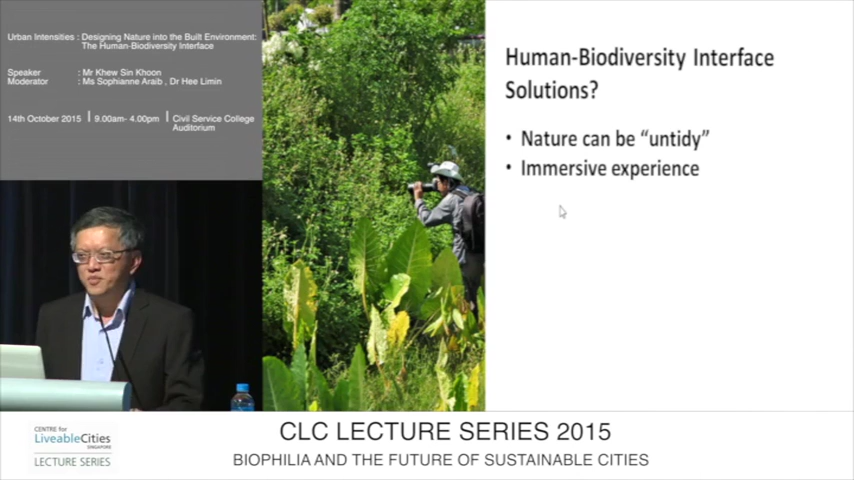 Urban Intensities : Designing Nature into the Built Environment:
The Human-Biodiversity Interface
Speaker : Mr Khew Sin Khoon
Moderator : Ms Sophianne Araib , Dr Hee Limin
14th October 2015 | 9.00am- 4.00pm | Civil Service College
Auditorium
Human-Biodiversity Interface
Solutions?
• Nature can be “untidy”
• Immersive experience
CENTRE for
LiveableCities
SINGAPORE
LECTURE SERIES
CLC LECTURE SERIES 2015
BIOPHILIA AND THE FUTURE OF SUSTAINABLE CITIES